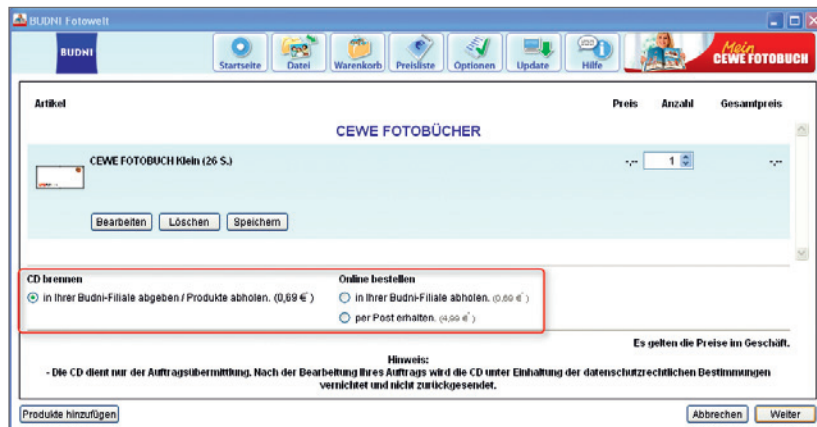 BUDNI Fotowelt
BUDNI
Startseite
Datei
Warenkorb
Preisliste
Optionen
Update
Hilfe
Mein
CEWE FOTOBUCH
Artikel Preis Anzahl Gesamtpreis
CEWE FOTOBÜCHER
CEWE FOTOBUCH Klein (26 S.) -,-- 1 -,--
Bearbeiten Löschen Speichern
CD brennen Online bestellen
in Ihrer Budni-Filiale abgeben / Produkte abholen. (0,69 €*) in Ihrer Budni-Filiale abholen. (0,69 €*)
per Post erhalten. (4,99 €*)
Es gelten die Preise im Geschäft.
Hinweis:
- Die CD dient nur der Auftragsübermittlung. Nach der Bearbeitung Ihres Auftrags wird die CD unter Einhaltung der datenschutzrechtlichen Bestimmungen
vernichtet und nicht zurückgesendet.
Produkte hinzufügen Abbrechen Weiter